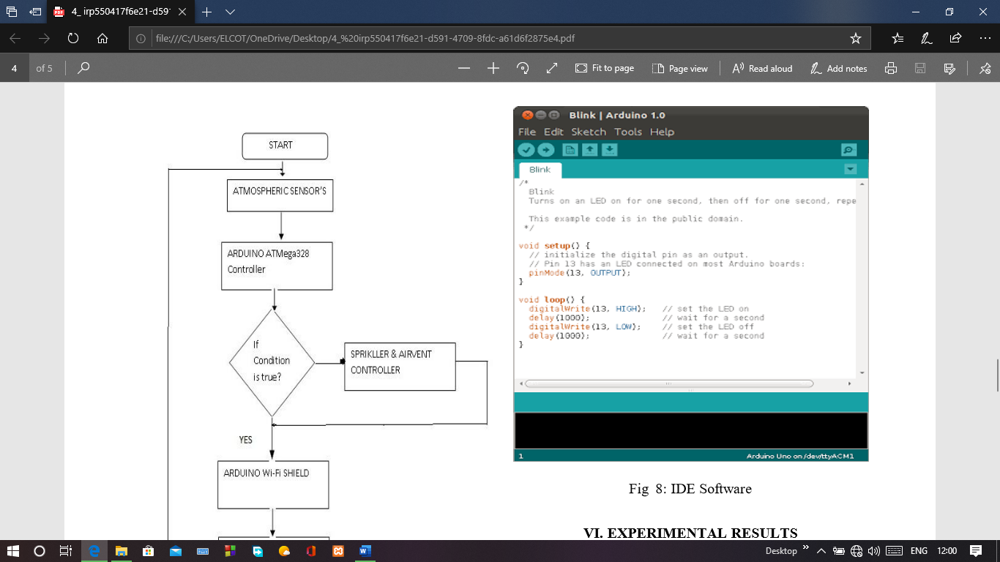 4_ irp550417f6e21-d591
file:///C:/Users/ELCOT/OneDrive/Desktop/4_%20irp550417f6e21-d591-4709-8fdc-a61d6f2875e4.pdf
4 of 5
Fit to page
Page view
Read aloud
Add notes
START
ATMOSPHERIC SENSOR'S
ARDUINO ATMega328
Controller
If
Condition
is true?
SPRIKLLER & AIRVENT
CONTROLLER
YES
ARDUINO WI-Fi SHIELD
Blink | Arduino 1.0
File Edit Sketch Tools Help
Blink
/*
Blink
Turns on an LED on for one second, then off for one second, repe
This example code is in the public domain.
*/
void setup() {
// initialize the digital pin as an output.
// Pin 13 has an LED connected on most Arduino boards:
pinMode(13, OUTPUT);
}
void loop() {
digitalWrite(13, HIGH); // set the LED on
delay(1000); // wait for a second
digitalWrite(13, LOW); // set the LED off
delay(1000); // wait for a second
}
1 Arduino Uno on /dev/ttyACM1
Fig 8: IDE Software
VI. EXPERIMENTAL RESULTS
Desktop ENG 12:00